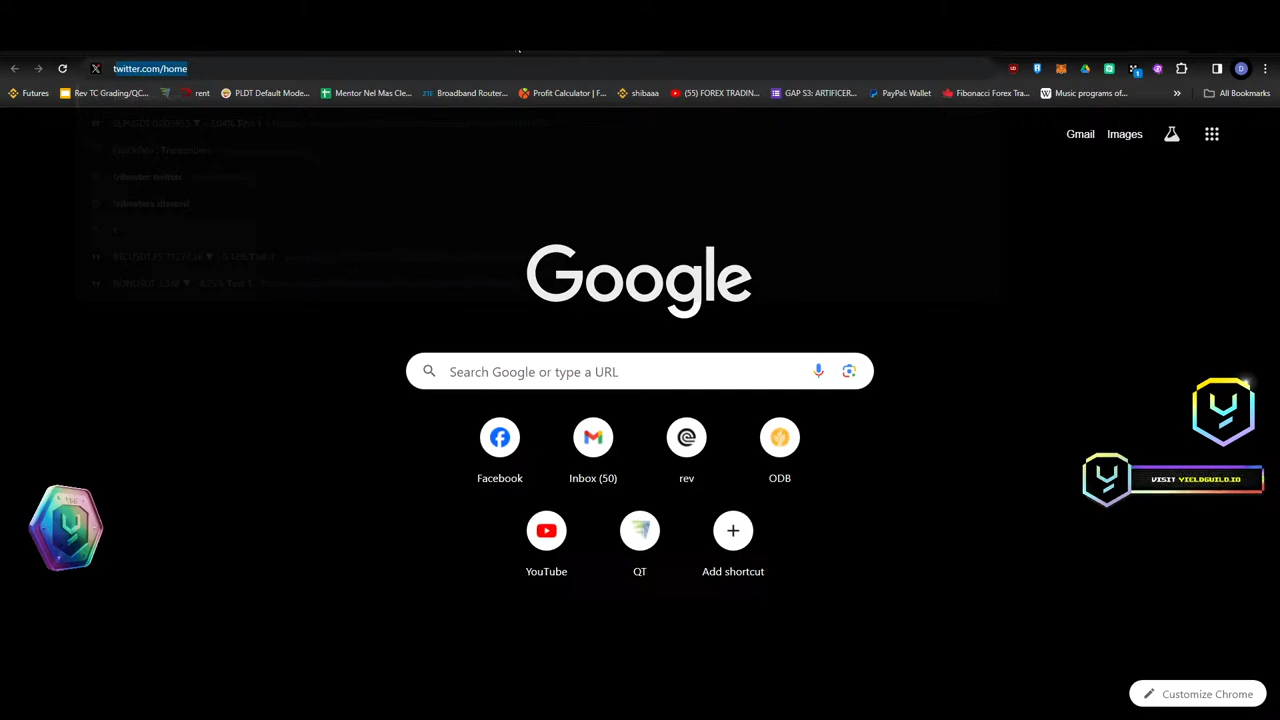 twitter.com/home
Futures
Rev TC Grading/QC...
rent
PLDT Default Mode...
Mentor Nel Mas Cle...
ZTE Broadband Router...
Profit Calculator | F...
shibaaa
(55) FOREX TRADIN...
GAP S3: ARTIFICER...
PayPal: Wallet
Fibonacci Forex Tra...
Music programs of...
All Bookmarks
Gmail
Images
Google
Search Google or type a URL
Facebook
Inbox (50)
rev
ODB
YouTube
QT
Add shortcut
VISIT YIELDGUILD.IO
Customize Chrome